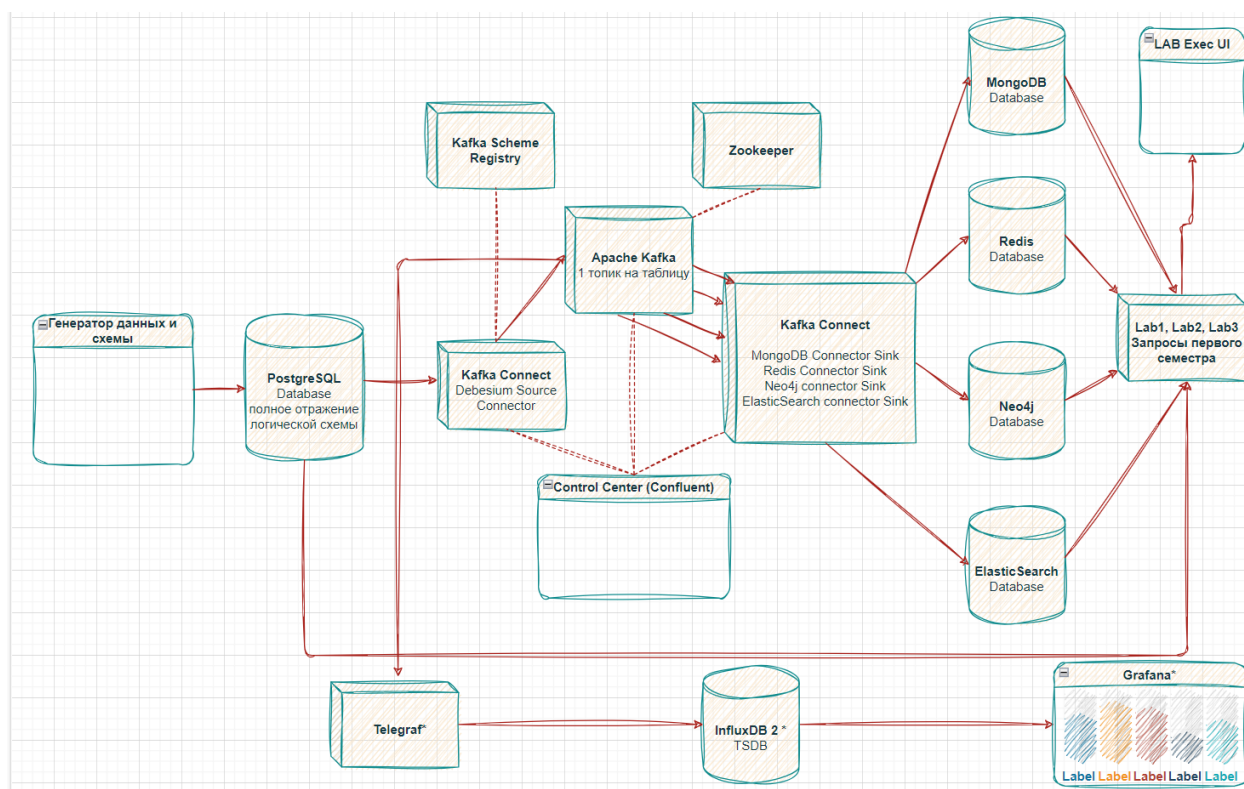 LAB Exec UI
MongoDB
Database
Kafka Scheme
Registry
Zookeeper
Redis
Database
Apache Kafka
1 топик на таблицу
Генератор данных и
схемы
PostgreSQL
Database
полное отражение
логической схемы
Kafka Connect
Debesium Source
Connector
Kafka Connect
MongoDB Connector Sink
Redis Connector Sink
Neo4j connector Sink
ElasticSearch connector Sink
Lab1, Lab2, Lab3
Запросы первого
семестра
Neo4j
Database
Control Center (Confluent)
ElasticSearch
Database
Telegraf*
InfluxDB 2 *
TSDB
Grafana*
Label Label Label Label Label